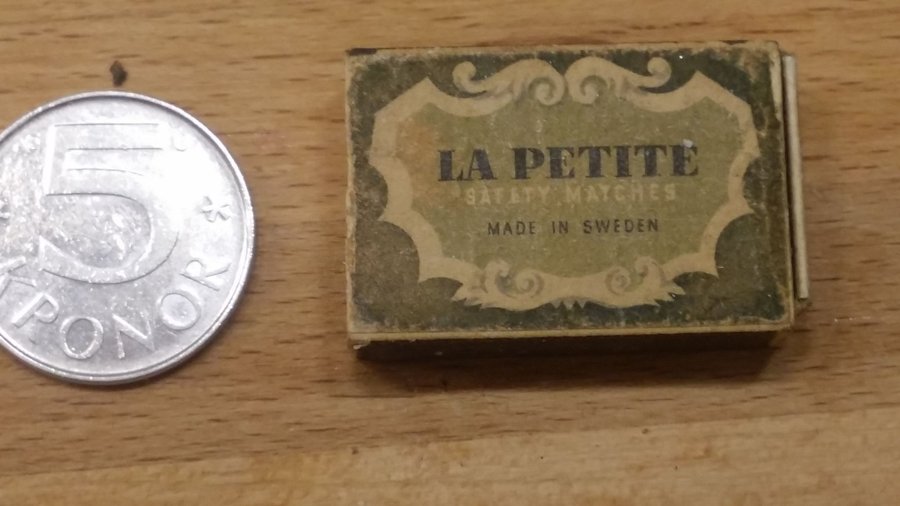 5
KRONOR
LA PETITE
SAFETY MATCHES
MADE IN SWEDEN